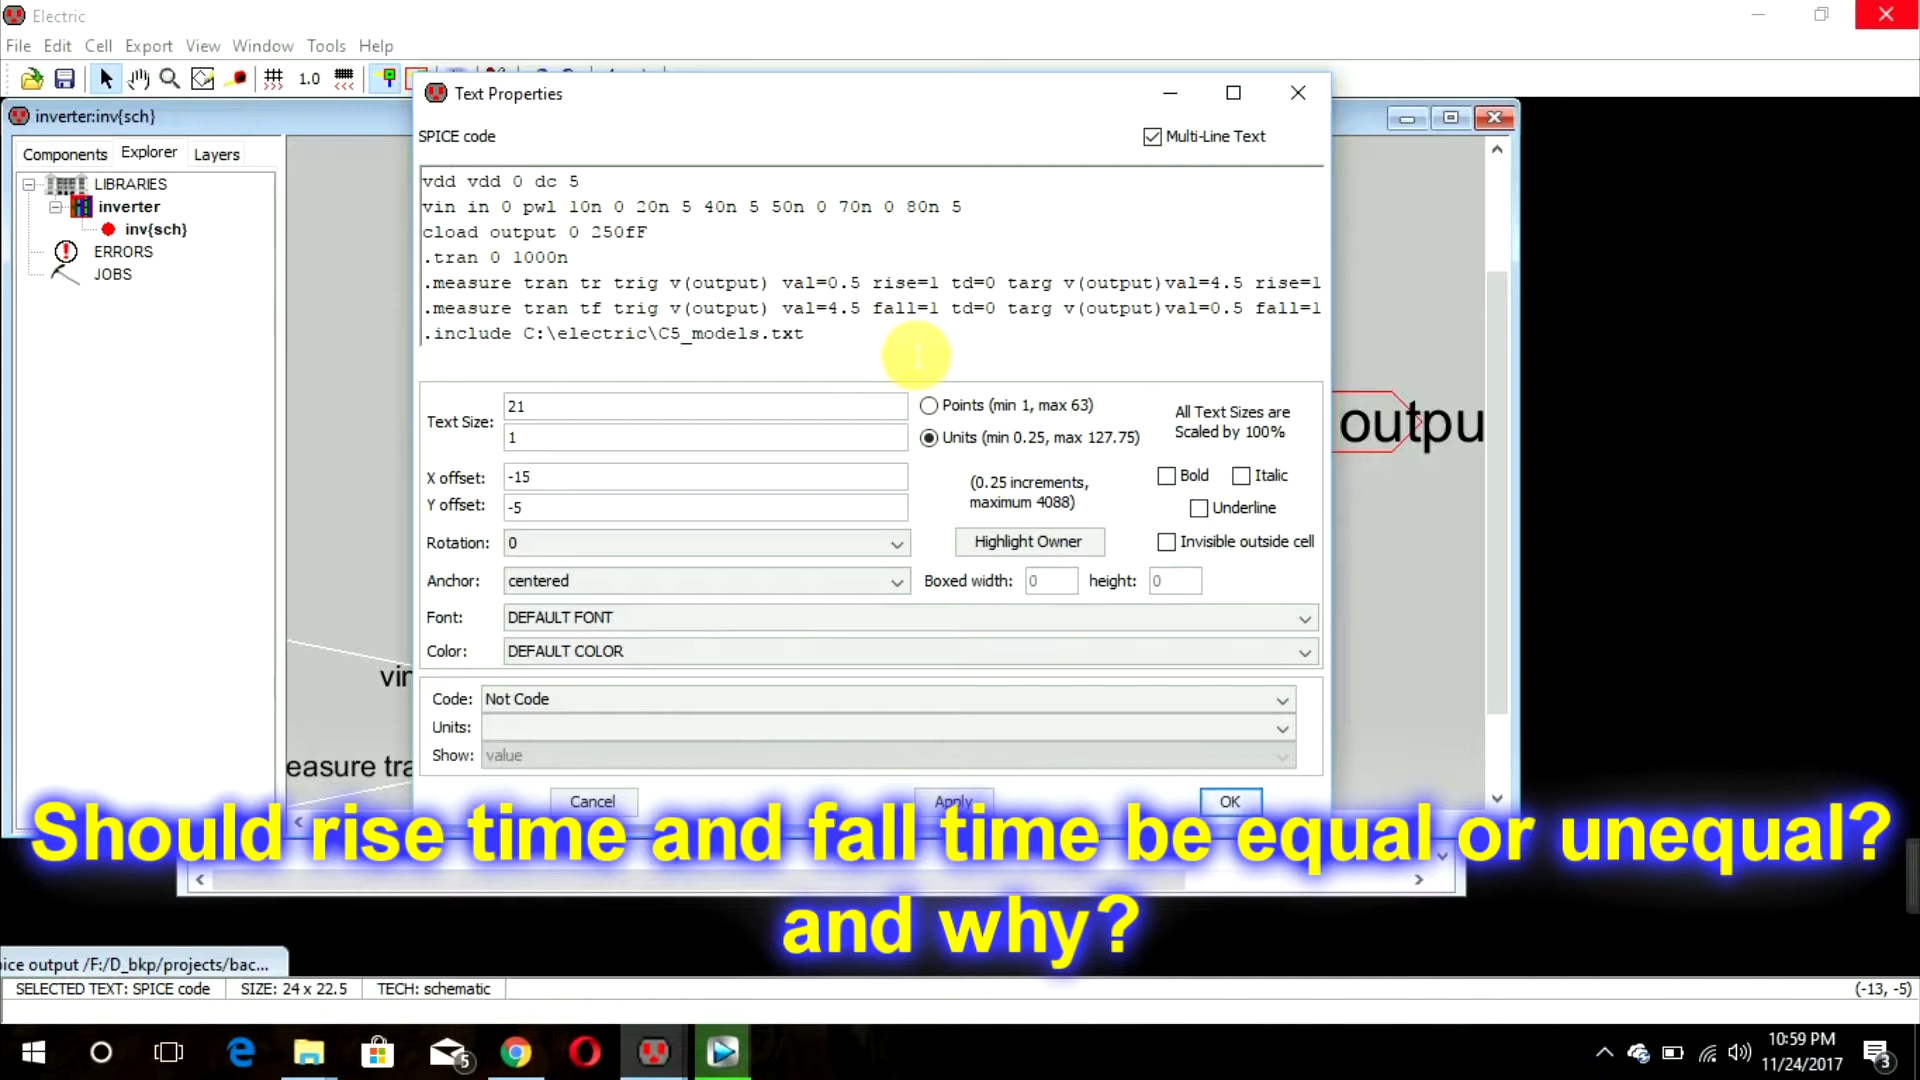 Electric
File Edit Cell Export View Window Tools Help
1.0
inverter:inv{sch}
Components Explorer Layers
LIBRARIES
inverter
inv{sch}
ERRORS
JOBS
Text Properties
SPICE code
Multi-Line Text
vdd vdd 0 dc 5
vin in 0 pwl 10n 0 20n 5 40n 5 50n 0 70n 0 80n 5
cload output 0 250fF
.tran 0 1000n
.measure tran tr trig v(output) val=0.5 rise=1 td=0 targ v(output)val=4.5 rise=1
.measure tran tf trig v(output) val=4.5 fall=1 td=0 targ v(output)val=0.5 fall=1
.include C:\electric\C5_models.txt
Text Size: 21
1
Points (min 1, max 63)
Units (min 0.25, max 127.75)
All Text Sizes are
Scaled by 100%
X offset: -15
Y offset: -5
(0.25 increments,
maximum 4088)
Bold Italic
Underline
Rotation: 0
Highlight Owner
Invisible outside cell
Anchor: centered
Boxed width: 0 height: 0
Font: DEFAULT FONT
Color: DEFAULT COLOR
Code: Not Code
Units:
Show: value
Cancel Apply OK
outpu
vin
easure tra
Should rise time and fall time be equal or unequal?
and why?
ice output /F:/D_bkp/projects/bac...
SELECTED TEXT: SPICE code SIZE: 24 x 22.5 TECH: schematic (-13, -5)
5
10:59 PM
11/24/2017
3